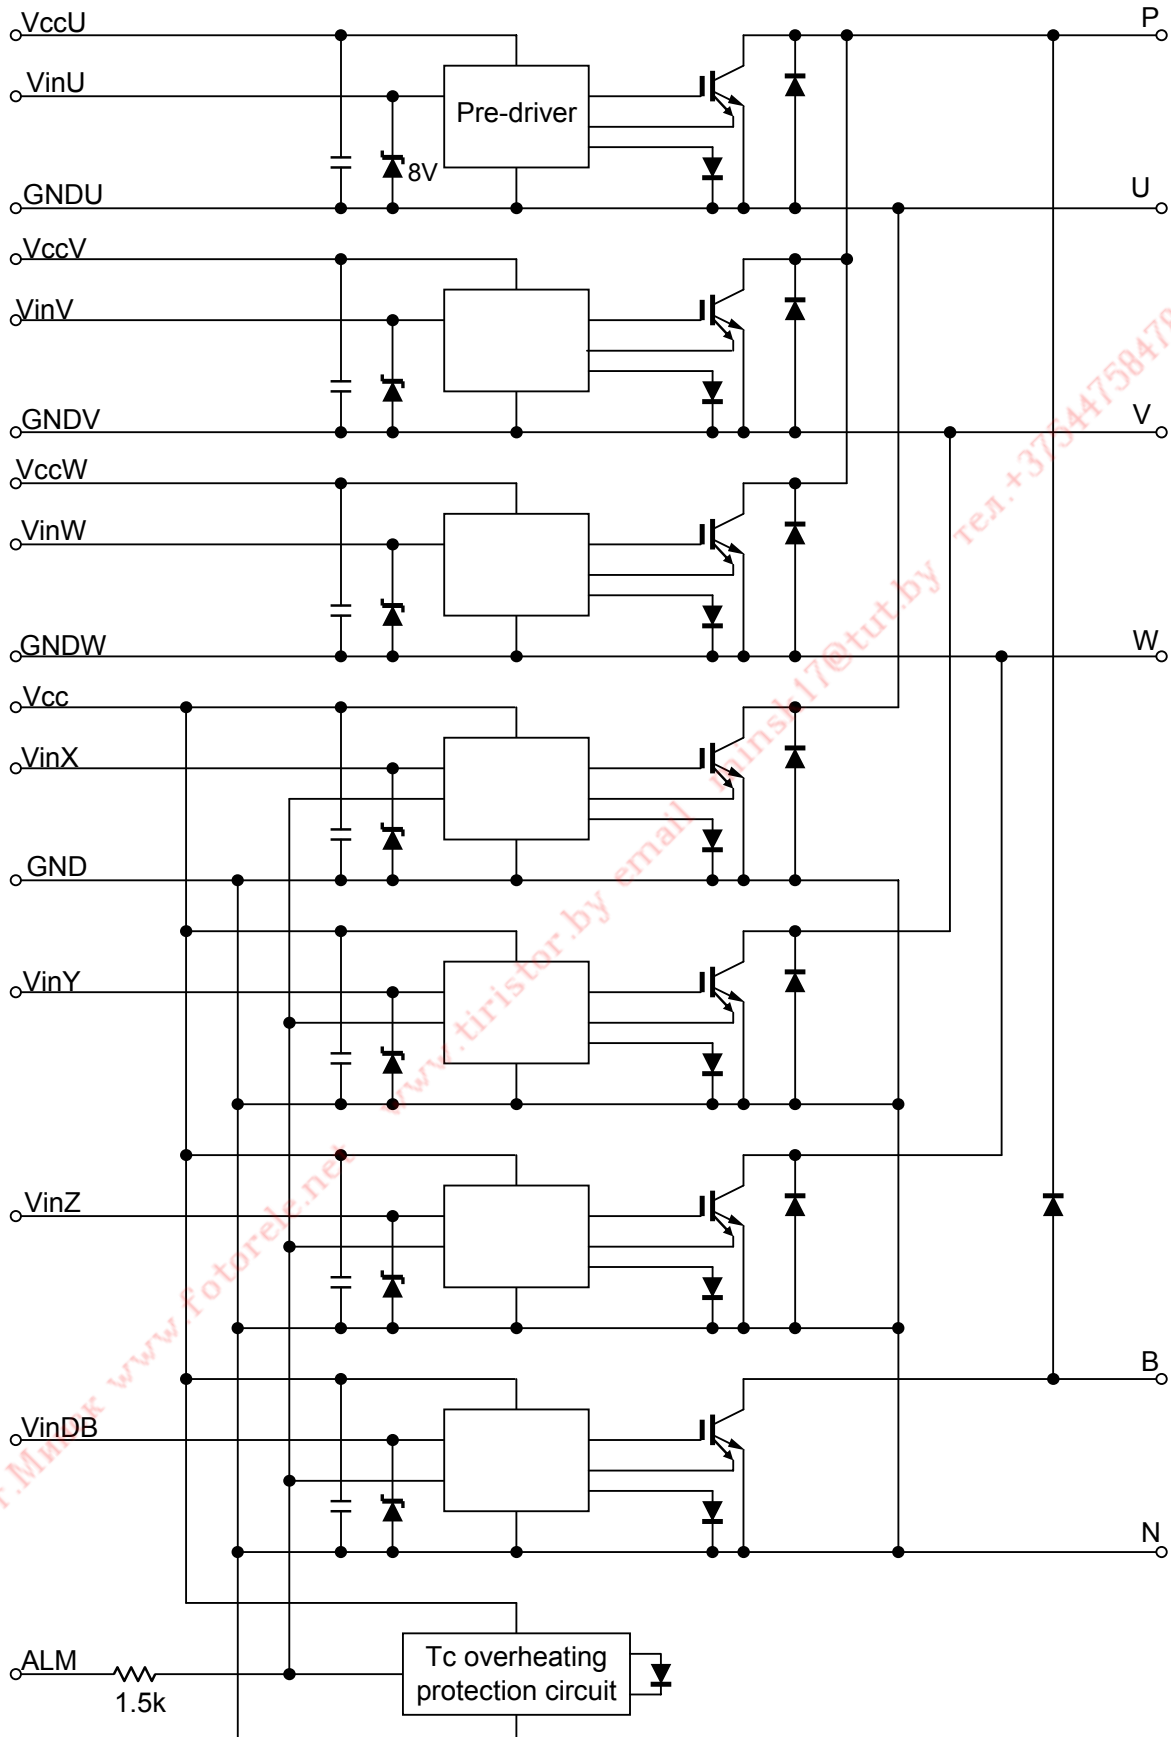 VccU
P
VinU
Pre-driver
8V
GNDU
U
VccV
VinV
GNDV
V
VccW
VinW
GNDW
W
Vcc
VinX
GND
VinY
VinZ
B
VinDB
N
ALM
1.5k
Tc overheating
protection circuit
г.Минск www.fotorele.net www.tiristor.by email minsk17@tut.by тел.+375447584780